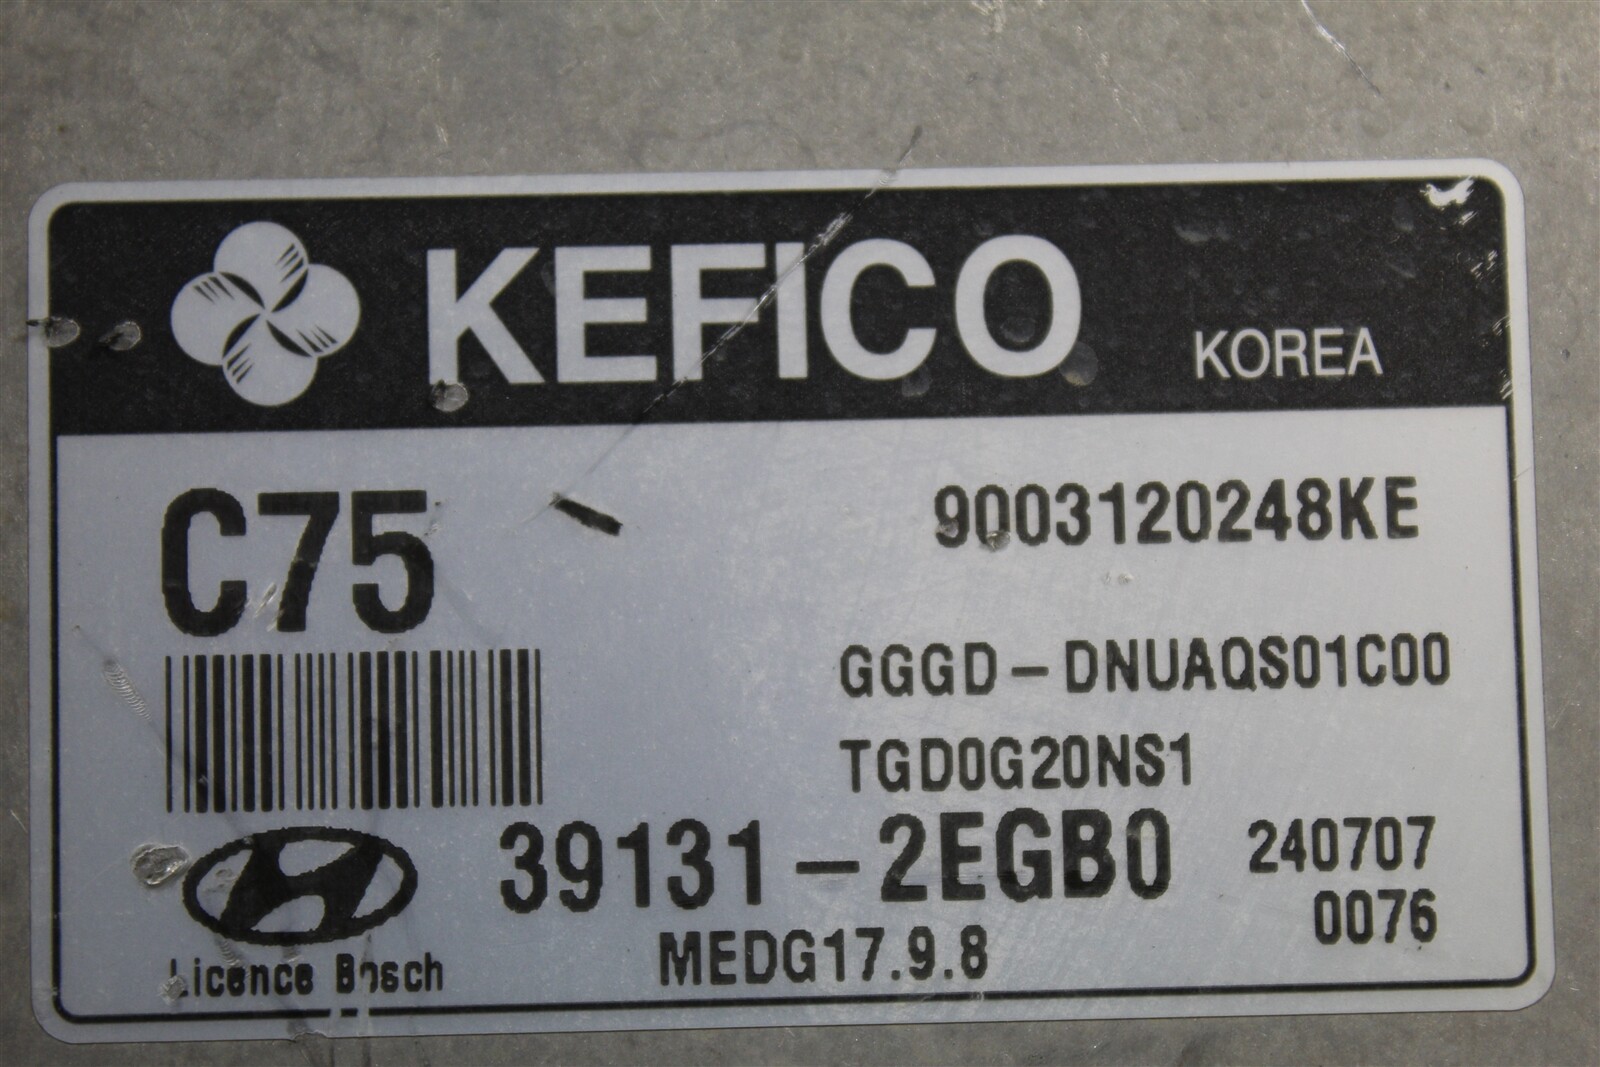 KEFICO KOREA
C75 9003120248KE
GGGD-DNUAQS01C00
TGD0G20NS1
39131-2EGB0 240707
0076
Licence Bosch MEDG17.9.8